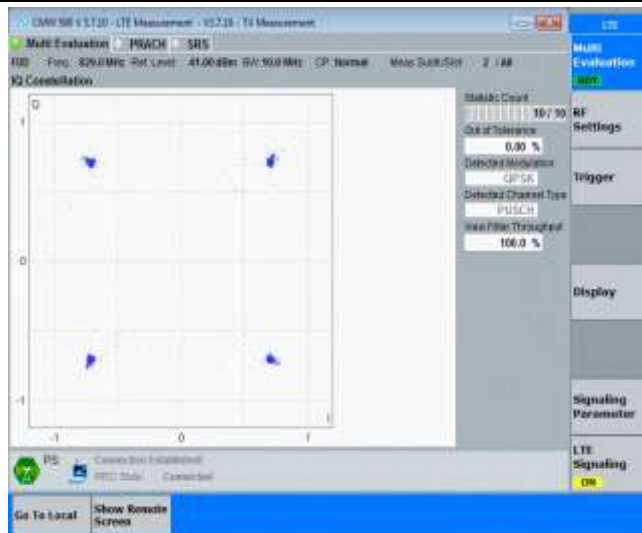 CMW 500 V 3.7.20 - LTE Measurement - V3.7.20 - TX Measurement
LTE
Multi Evaluation PRACH SRS
Multi
Evaluation
RDY
FDD Freq.: 829.0 MHz Ref. Level: 41.00 dBm BW: 10.0 MHz CP: Normal Meas Subfr./Slot: 2 / All
IQ Constellation
Q
Statistic Count
10 / 10
RF
Settings
Out of Tolerance
0.00 %
Detected Modulation
QPSK
Trigger
Detected Channel Type
PUSCH
View Filter Throughput
100.0 %
1
0
-1
Display
I
-1 0 1
Signaling
Parameter
PS
Connection Established
RRC State Connected
LTE
Signaling
ON
Go To Local
Show Remote
Screen